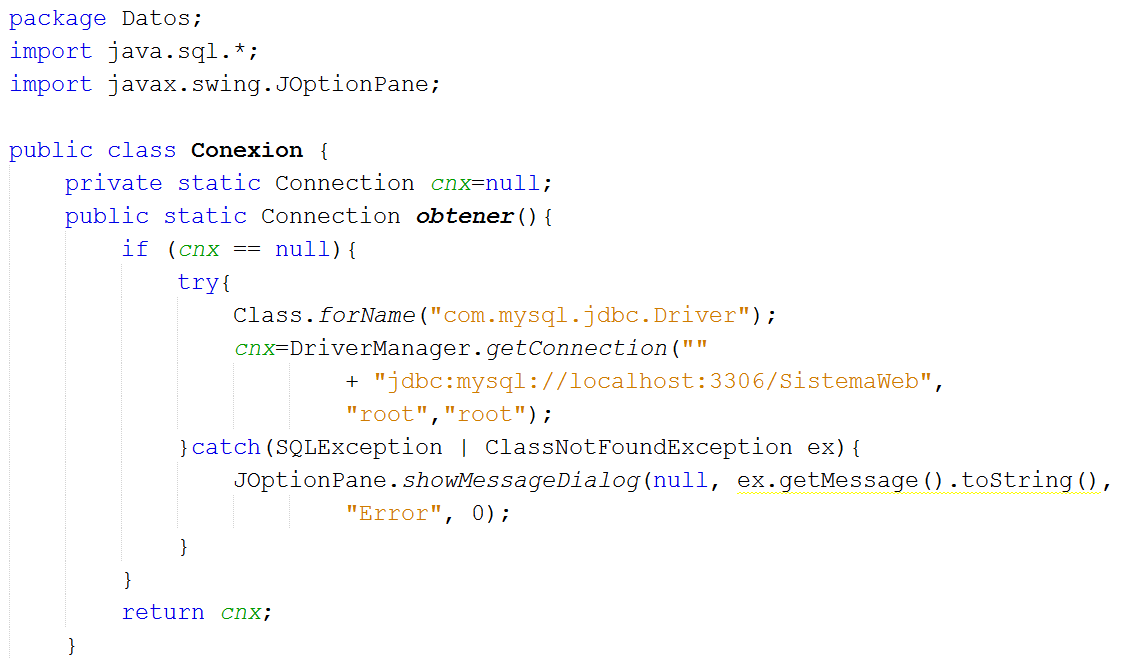 package Datos;
import java.sql.*;
import javax.swing.JOptionPane;
public class Conexion {
    private static Connection cnx=null;
    public static Connection obtener(){
        if (cnx == null){
            try{
                Class.forName("com.mysql.jdbc.Driver");
                cnx=DriverManager.getConnection(""
                        + "jdbc:mysql://localhost:3306/SistemaWeb",
                        "root","root");
            }catch(SQLException | ClassNotFoundException ex){
                JOptionPane.showMessageDialog(null, ex.getMessage().toString(),
                        "Error", 0);
            }
        }
        return cnx;
    }